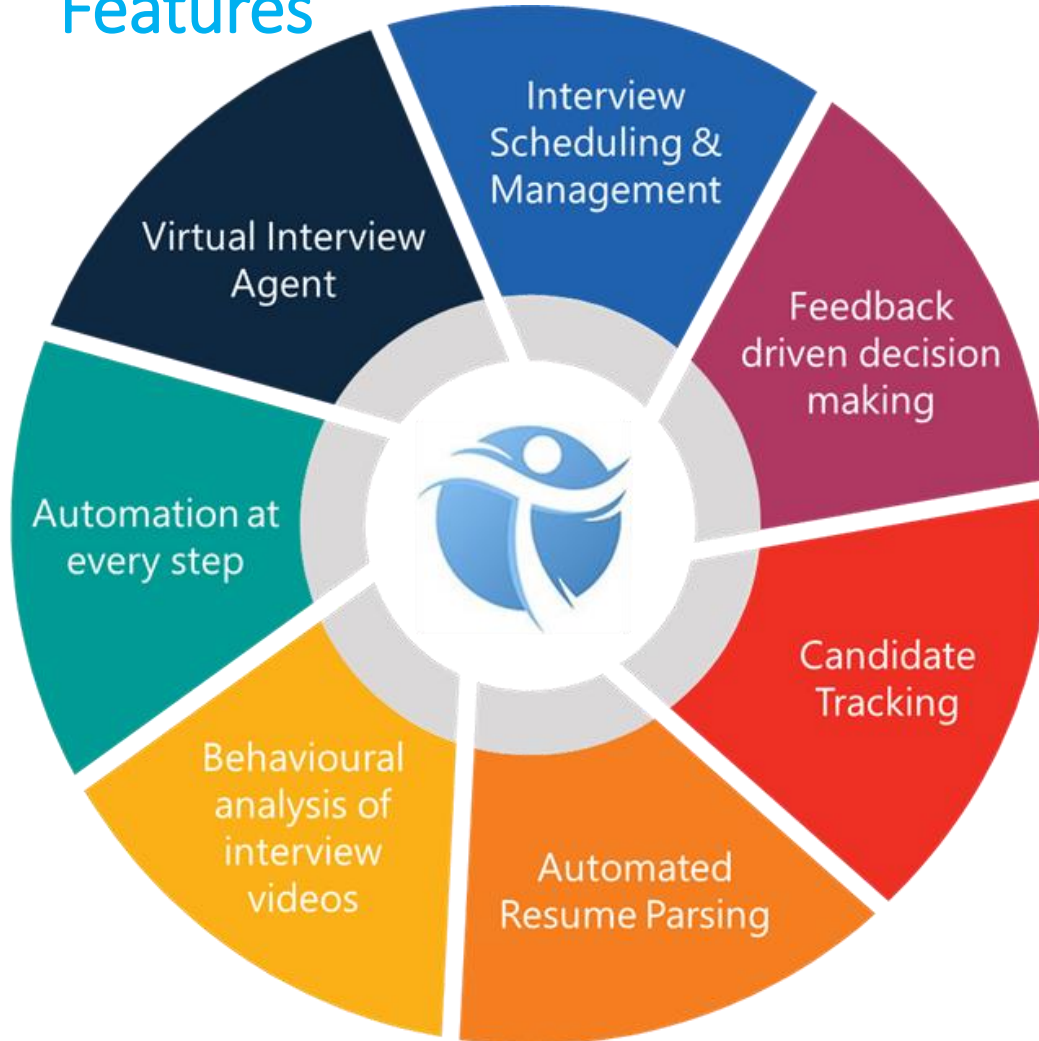 Features
Interview
Scheduling &
Management
Feedback
driven decision
making
Candidate
Tracking
Automated
Resume Parsing
Behavioural
analysis of
interview
videos
Automation at
every step
Virtual Interview
Agent